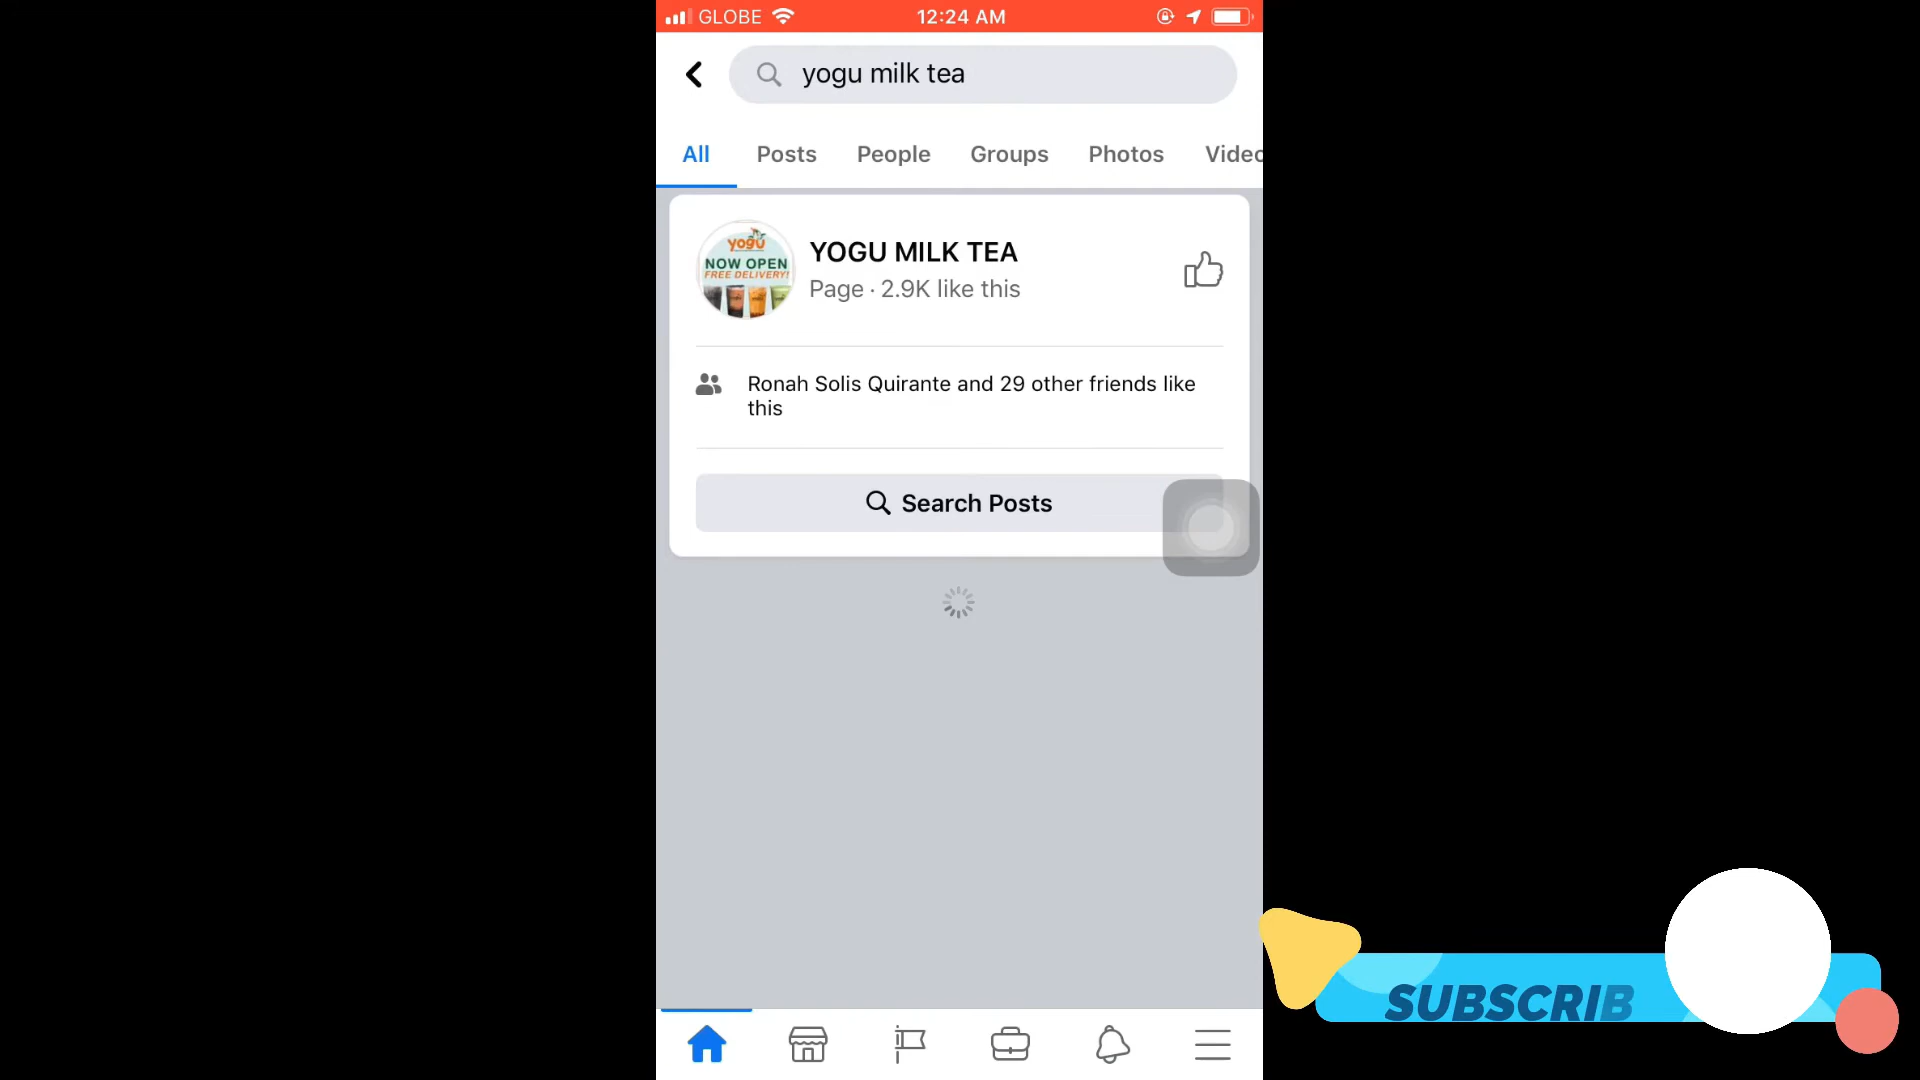 GLOBE 12:24 AM
yogu milk tea
All Posts People Groups Photos Videc
yogu
NOW OPEN
FREE DELIVERY!
YOGU MILK TEA
Page · 2.9K like this
Ronah Solis Quirante and 29 other friends like
this
Search Posts
SUBSCRIB